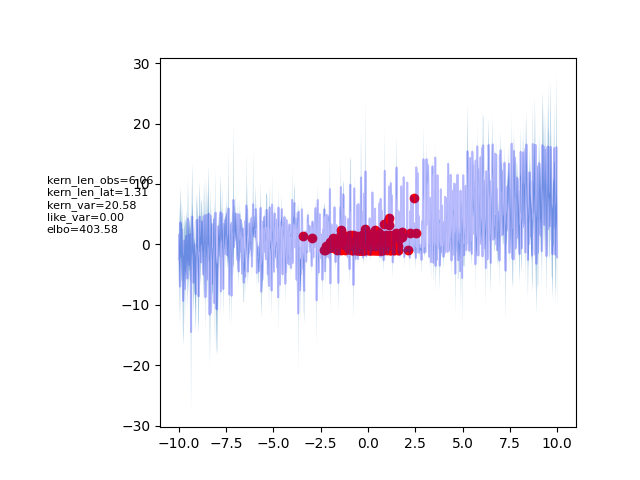 30
20
10
0
−10
−20
−30
kern_len_obs=6.06
kern_len_lat=1.31
kern_var=20.58
like_var=0.00
elbo=403.58
−10.0 −7.5 −5.0 −2.5 0.0 2.5 5.0 7.5 10.0